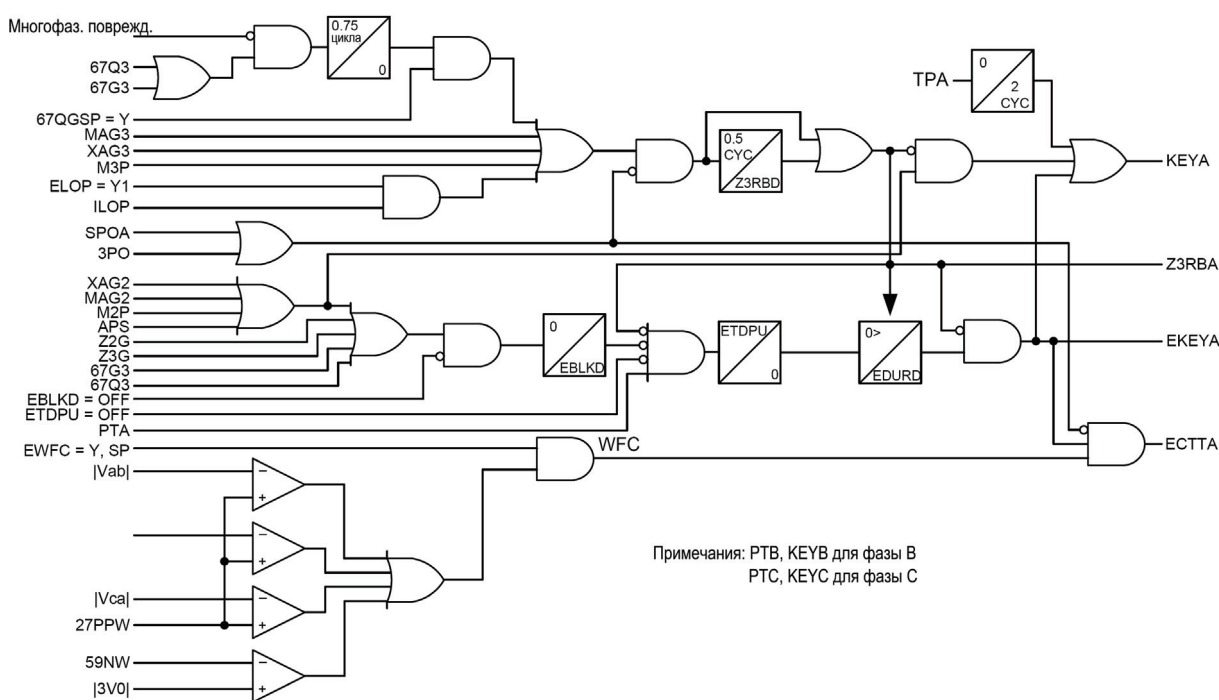 Многофаз. поврежд.
0.75
цикла
0
67Q3
67G3
67QGSP = Y
MAG3
XAG3
M3P
ELOP = Y1
ILOP
SPOA
3PO
0.5
CYC
Z3RBD
TPA
0
2
CYC
KEYA
Z3RBA
XAG2
MAG2
M2P
APS
Z2G
Z3G
67G3
67Q3
EBLKD = OFF
ETDPU = OFF
PTA
0
EBLKD
ETDPU
0
0>
EDURD
EKEYA
ECTTA
EWFC = Y, SP
WFC
|Vab|
|Vca|
27PPW
59NW
|3V0|
Примечания: PTB, KEYB для фазы B
PTC, KEYC для фазы C